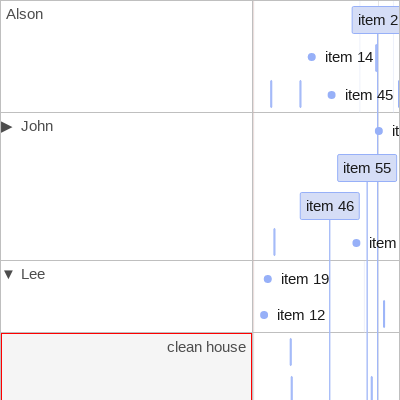 Alson
item 2
item 14
item 45
▶ John
it
item 55
item 46
item
▼ Lee
item 19
item 12
clean house